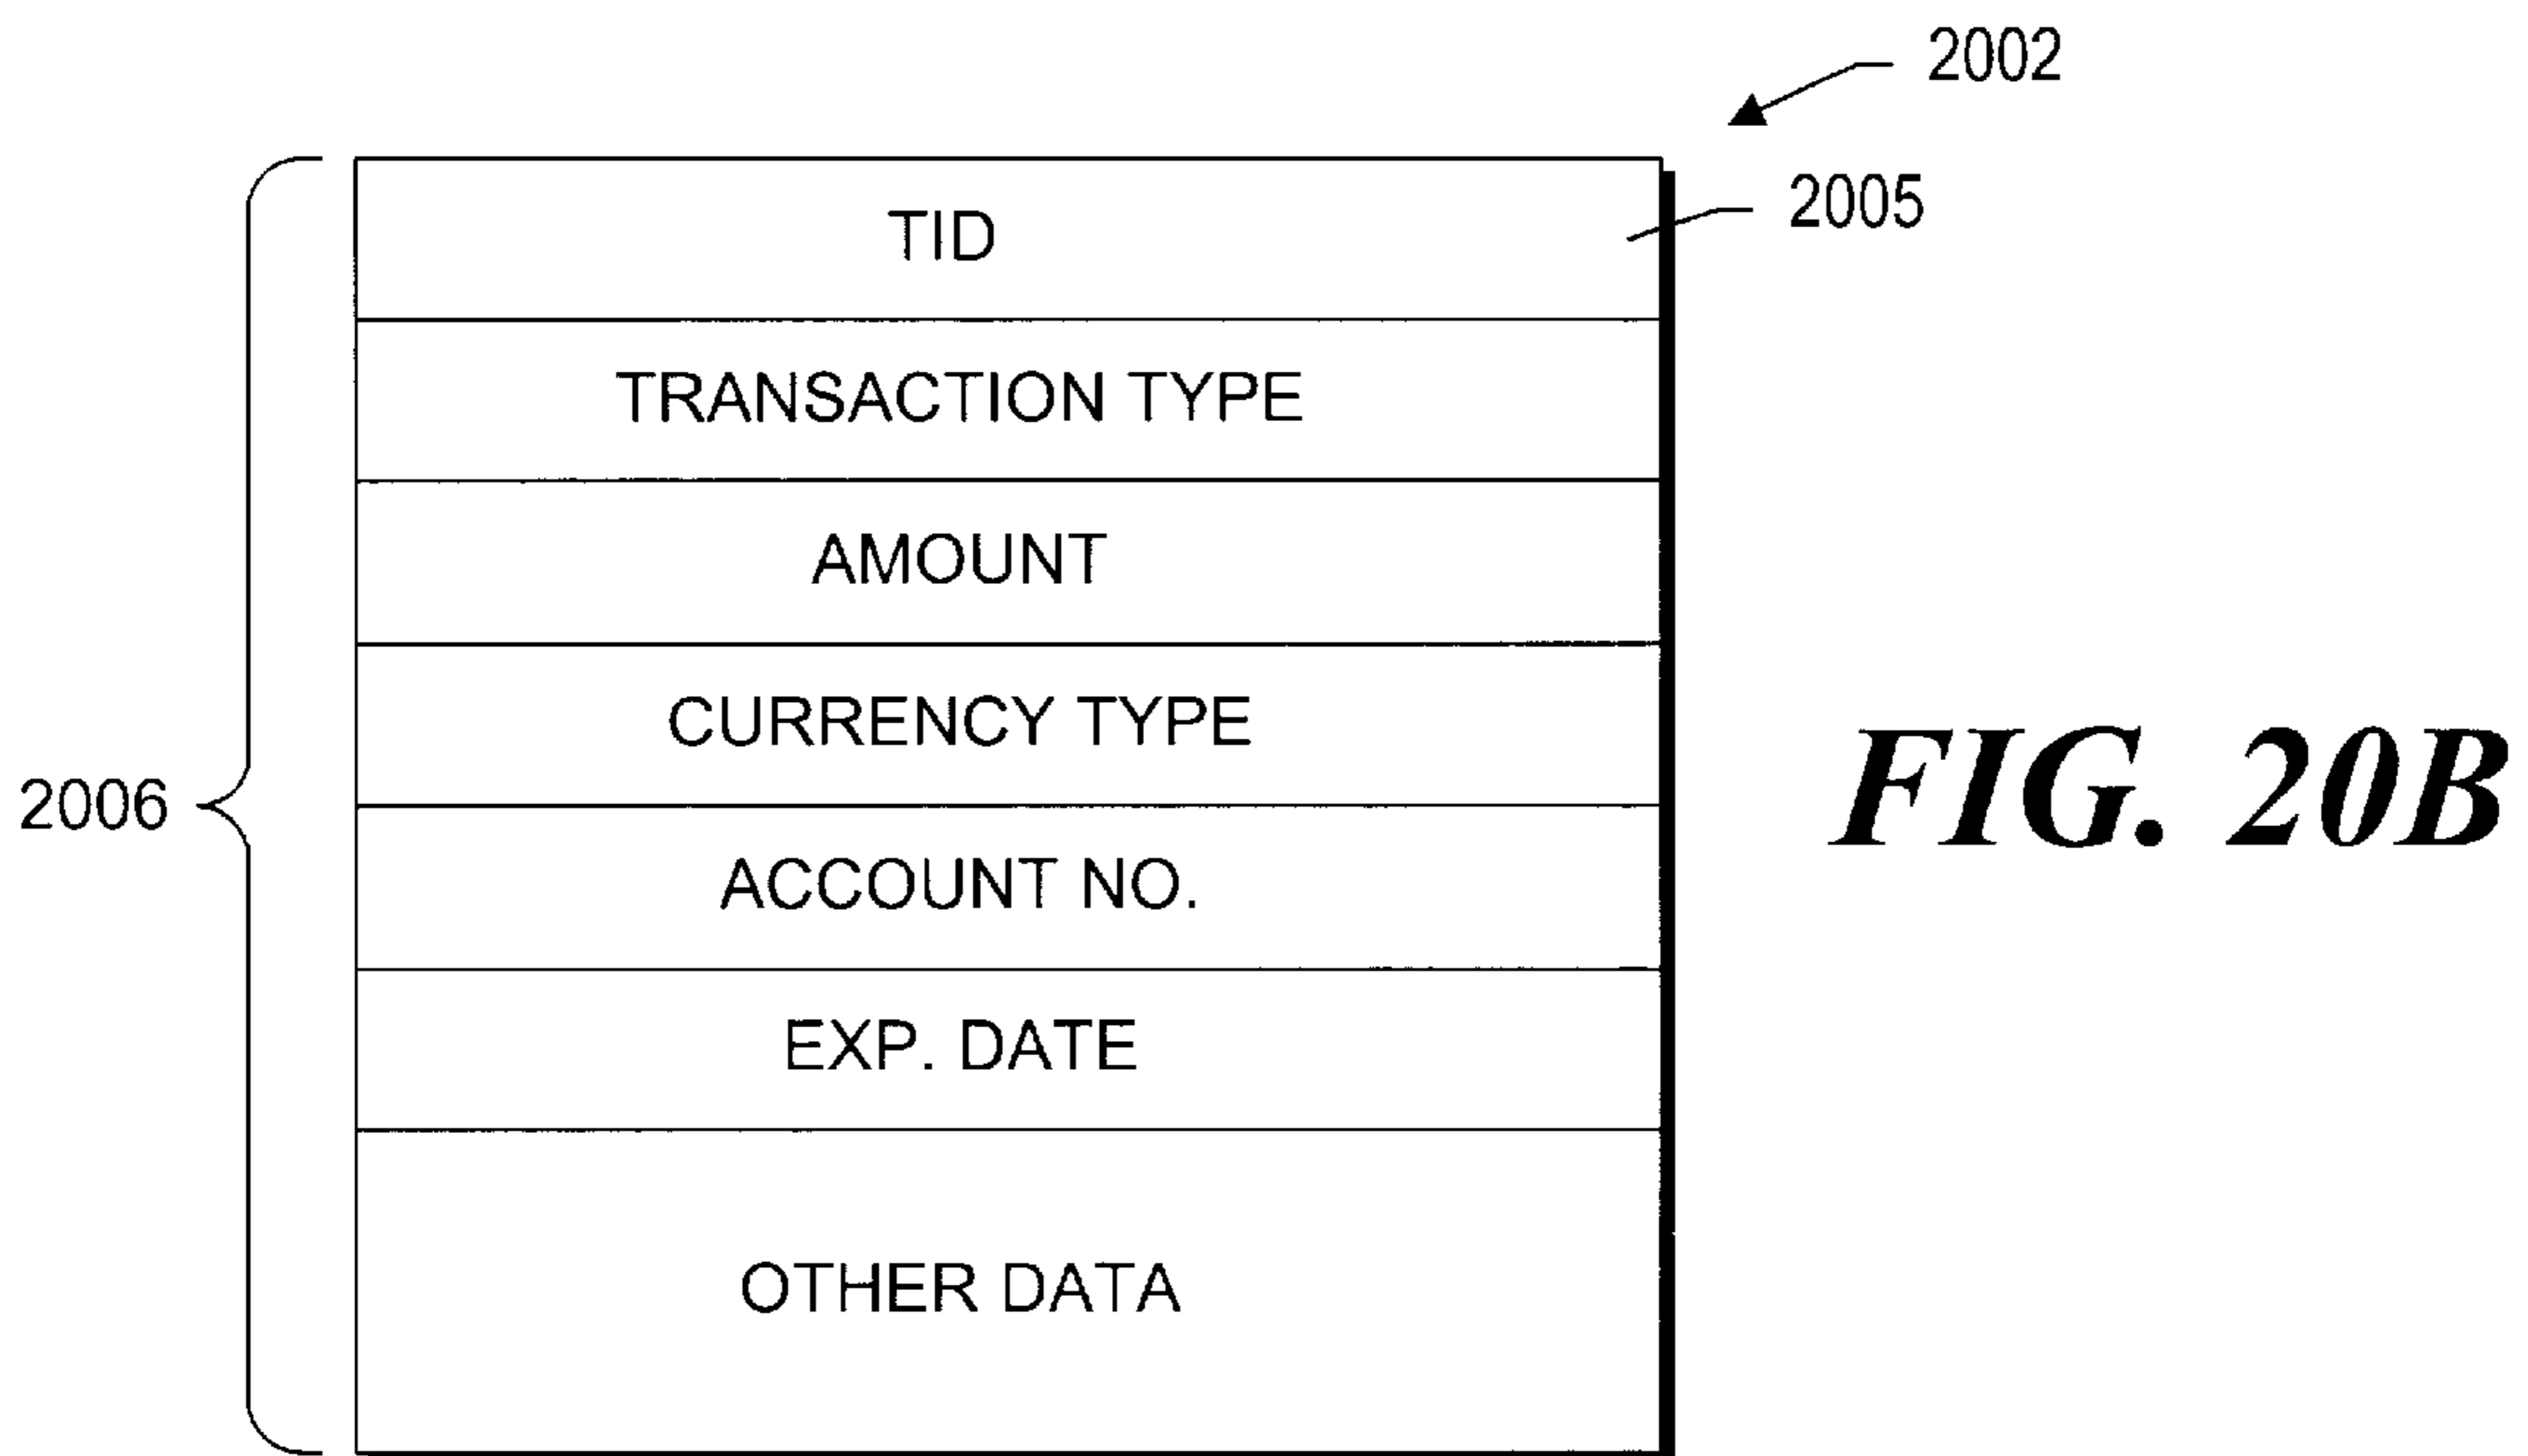 2002
2005
TID
TRANSACTION TYPE
AMOUNT
CURRENCY TYPE
2006
FIG. 20B
ACCOUNT NO.
EXP. DATE
OTHER DATA